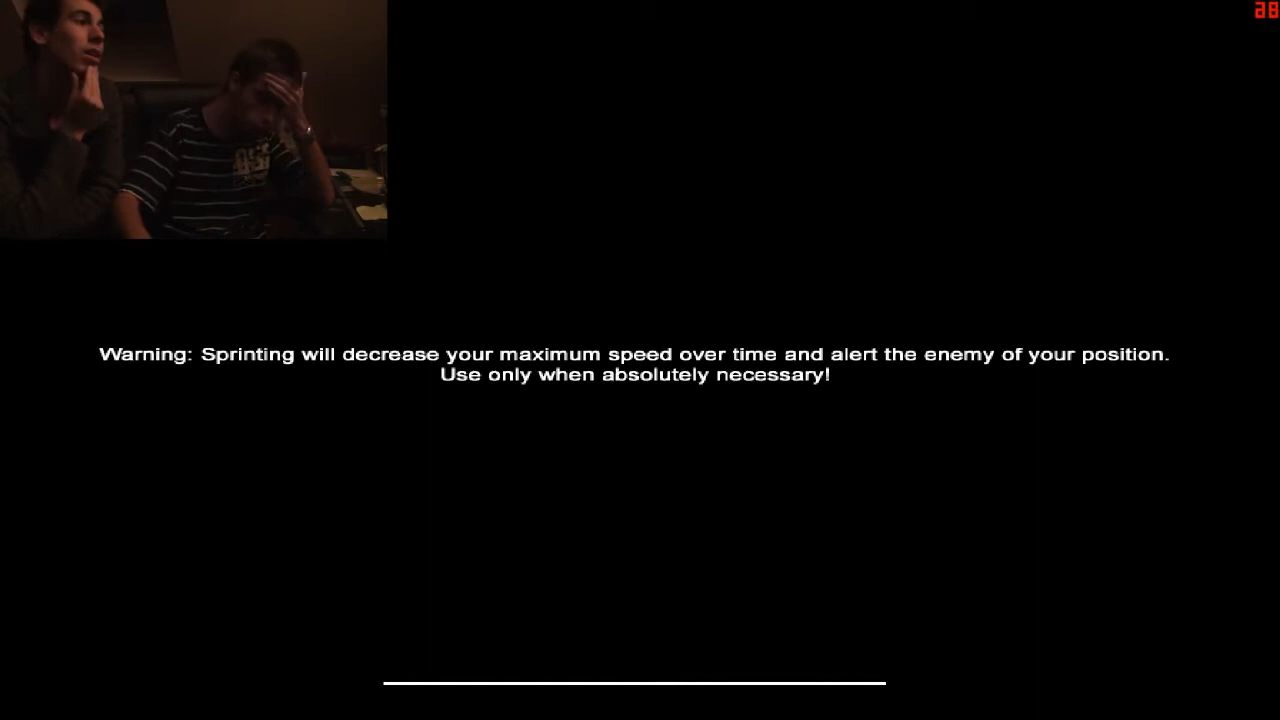 28
Warning: Sprinting will decrease your maximum speed over time and alert the enemy of your position.
Use only when absolutely necessary!